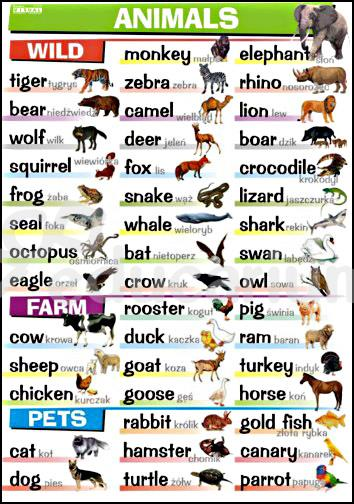 VISUAL
ANIMALS
WILD
monkey małpa
elephant słoń
tiger tygrys
zebra zebra
rhino nosorożec
bear niedźwiedź
camel wielbłąd
lion lew
wolf wilk
deer jeleń
boar dzik
squirrel wiewiórka
fox lis
crocodile krokodyl
frog żaba
snake wąż
lizard jaszczurka
seal foka
whale wieloryb
shark rekin
octopus ośmiornica
bat nietoperz
swan łabędź
eagle orzeł
crow kruk
owl sowa
FARM
rooster kogut
pig świnia
cow krowa
duck kaczka
ram baran
sheep owca
goat koza
turkey indyk
chicken kurczak
goose gęś
horse koń
PETS
rabbit królik
gold fish złota rybka
cat kot
hamster chomik
canary kanarek
dog pies
turtle żółw
parrot papuga